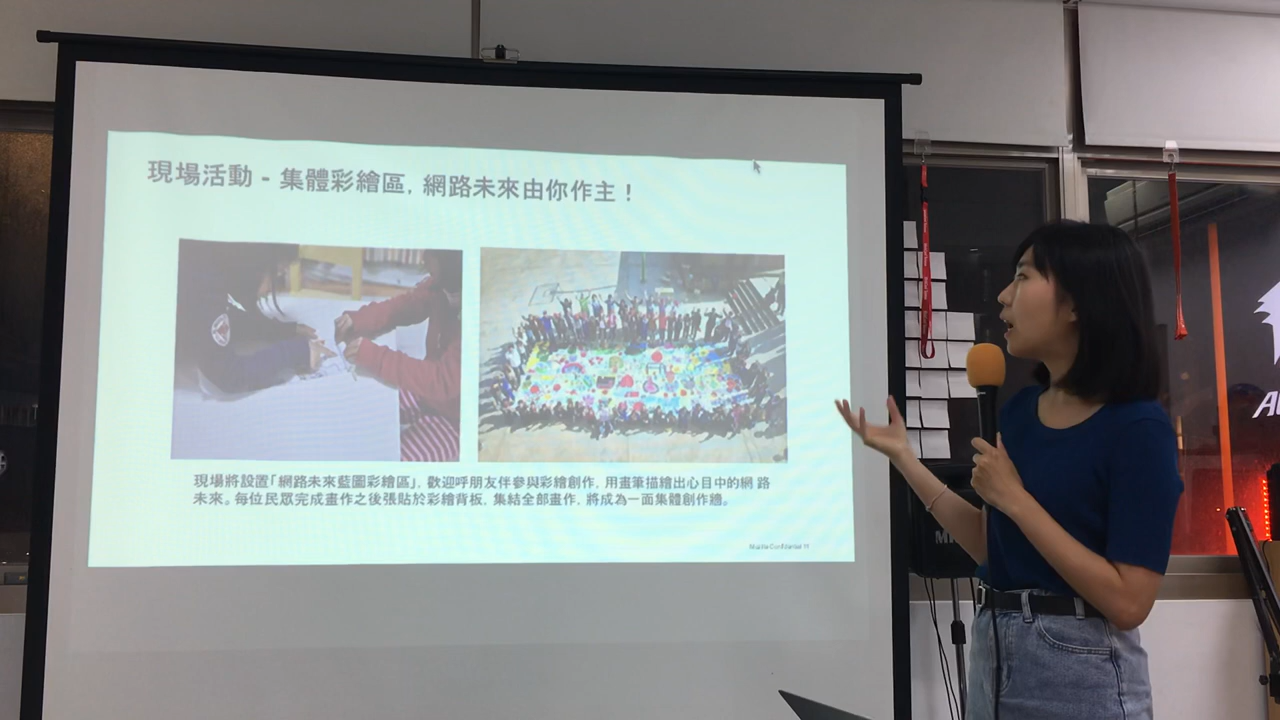 現場活動 - 集體彩繪區, 網路未來由你作主！
現場將設置「網路未來藍圖彩繪區」, 歡迎呼朋友伴參與彩繪創作, 用畫筆描繪出心目中的網 路
未來。每位民眾完成畫作之後張貼於彩繪背板, 集結全部畫作, 將成為一面集體創作牆。
Mozilla Confidential 11